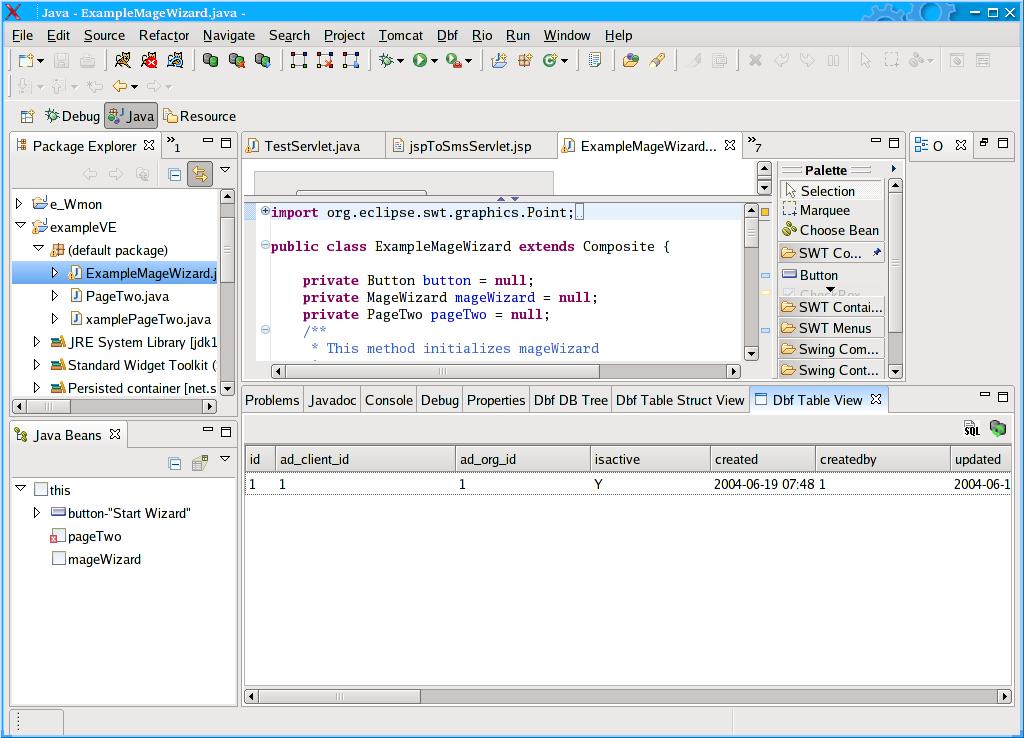 Java - ExampleMageWizard.java -
File Edit Source Refactor Navigate Search Project Tomcat Dbf Rio Run Window Help
Debug Java Resource
Package Explorer »1
TestServlet.java jspToSmsServlet.jsp ExampleMageWizard... »7
O
e_Wmon
exampleVE
(default package)
ExampleMageWizard.j
PageTwo.java
xamplePageTwo.java
JRE System Library [jdk1
Standard Widget Toolkit (
Persisted container [net.s
import org.eclipse.swt.graphics.Point;
public class ExampleMageWizard extends Composite {
private Button button = null;
private MageWizard mageWizard = null;
private PageTwo pageTwo = null;
/**
* This method initializes mageWizard
Palette
Selection
Marquee
Choose Bean
SWT Co...
Button
CheckBox
SWT Contai...
SWT Menus
Swing Com...
Swing Cont...
Java Beans
this
button-"Start Wizard"
pageTwo
mageWizard
Problems Javadoc Console Debug Properties Dbf DB Tree Dbf Table Struct View Dbf Table View
SQL
id ad_client_id ad_org_id isactive created createdby updated
1 1 1 Y 2004-06-19 07:48 1 2004-06-1